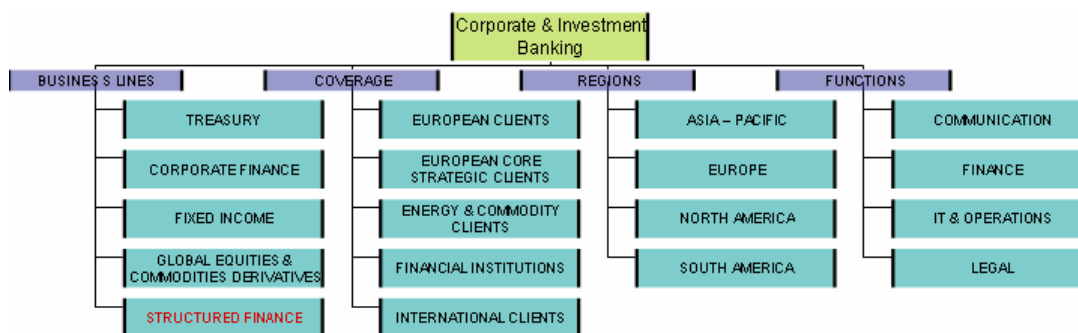 Corporate & Investment
Banking
BUSINESS LINES
COVERAGE
REGIONS
FUNCTIONS
TREASURY
EUROPEAN CLIENTS
ASIA – PACIFIC
COMMUNICATION
CORPORATE FINANCE
EUROPEAN CORE
STRATEGIC CLIENTS
EUROPE
FINANCE
FIXED INCOME
ENERGY & COMMODITY
CLIENTS
NORTH AMERICA
IT & OPERATIONS
GLOBAL EQUITIES &
COMMODITIES DERIVATIVES
FINANCIAL INSTITUTIONS
SOUTH AMERICA
LEGAL
STRUCTURED FINANCE
INTERNATIONAL CLIENTS